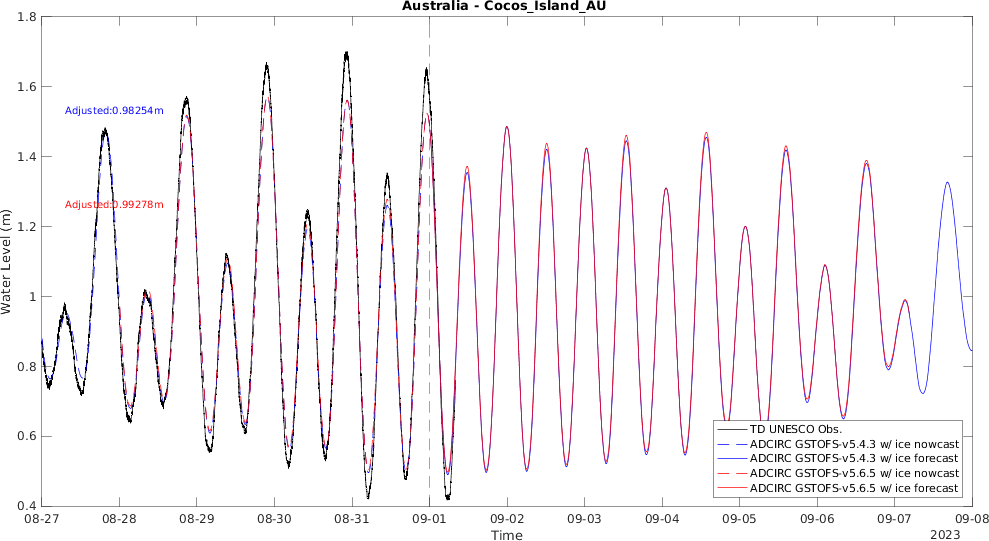 Australia - Cocos_Island_AU
1.8
1.6
1.4
1.2
1
0.8
0.6
0.4
Water Level (m)
Adjusted:0.98254m
Adjusted:0.99278m
TD UNESCO Obs.
ADCIRC GSTOFS-v5.4.3 w/ ice nowcast
ADCIRC GSTOFS-v5.4.3 w/ ice forecast
ADCIRC GSTOFS-v5.6.5 w/ ice nowcast
ADCIRC GSTOFS-v5.6.5 w/ ice forecast
08-27 08-28 08-29 08-30 08-31 09-01 09-02 09-03 09-04 09-05 09-06 09-07 09-08
Time
2023